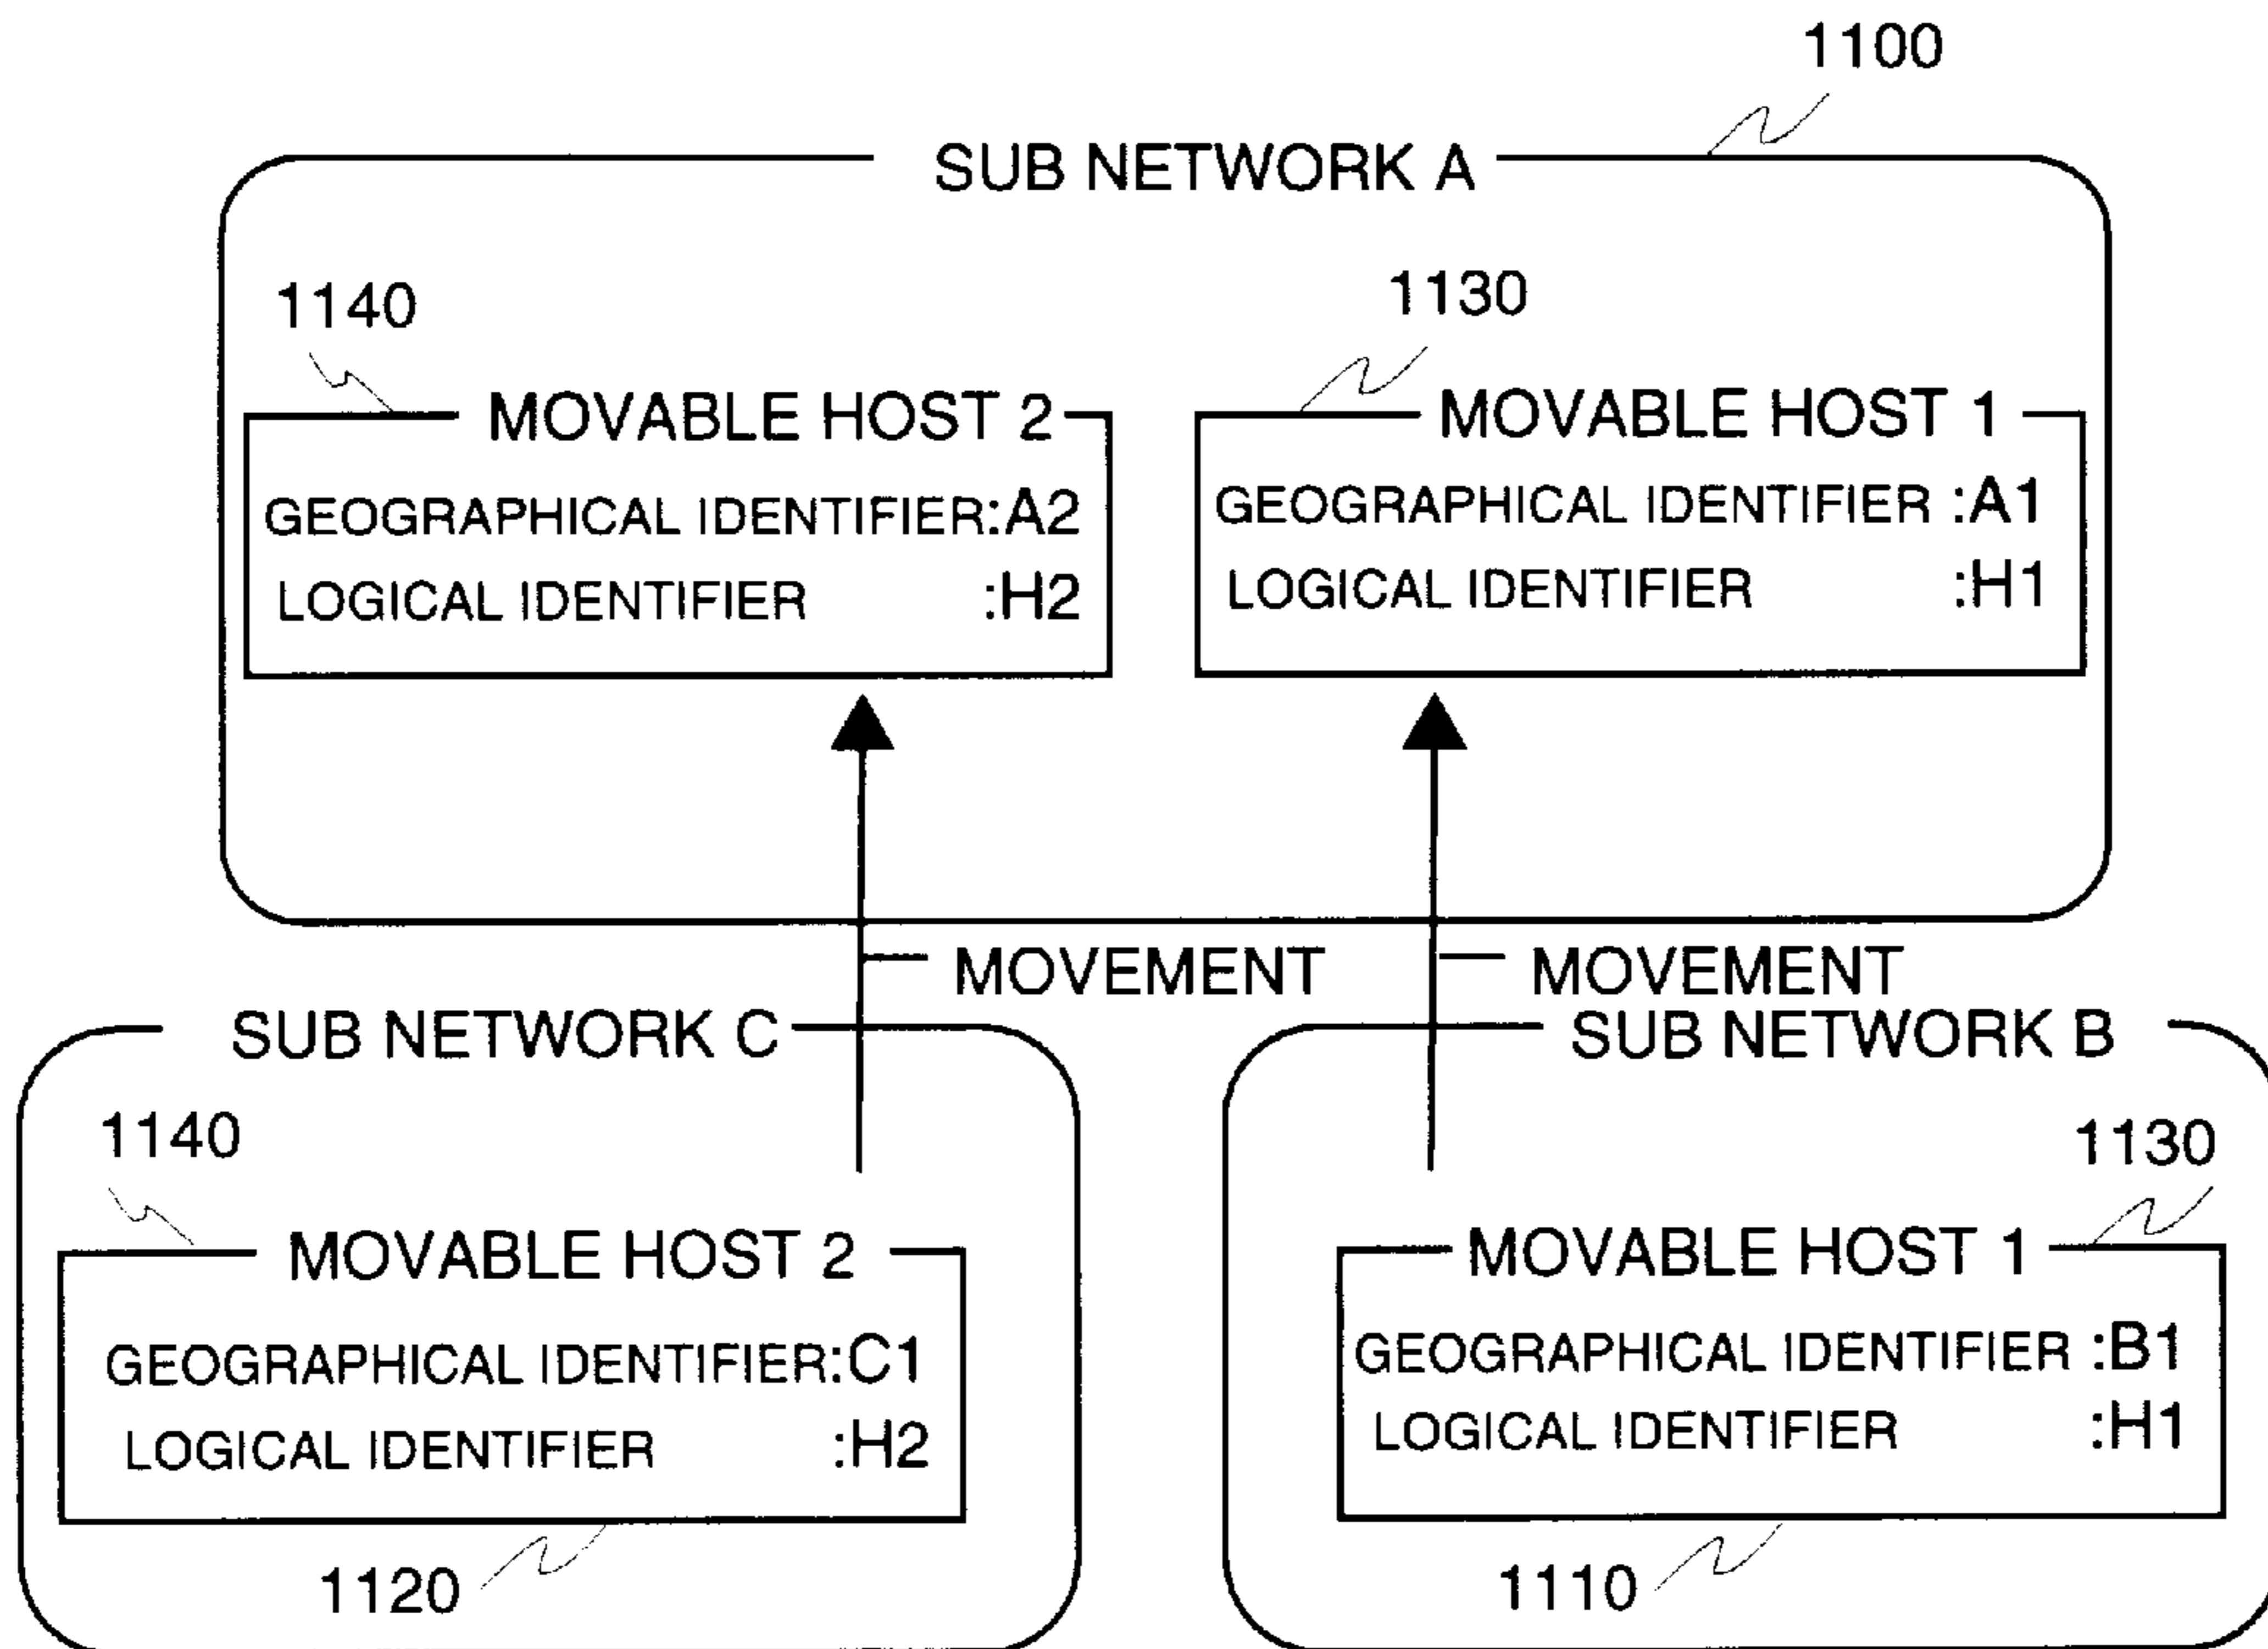 1100
SUB NETWORK A
1140
1130
MOVABLE HOST 2
GEOGRAPHICAL IDENTIFIER:A2
LOGICAL IDENTIFIER :H2
MOVABLE HOST 1
GEOGRAPHICAL IDENTIFIER :A1
LOGICAL IDENTIFIER :H1
MOVEMENT
MOVEMENT
SUB NETWORK C
1140
MOVABLE HOST 2
GEOGRAPHICAL IDENTIFIER:C1
LOGICAL IDENTIFIER :H2
1120
SUB NETWORK B
1130
MOVABLE HOST 1
GEOGRAPHICAL IDENTIFIER :B1
LOGICAL IDENTIFIER :H1
1110